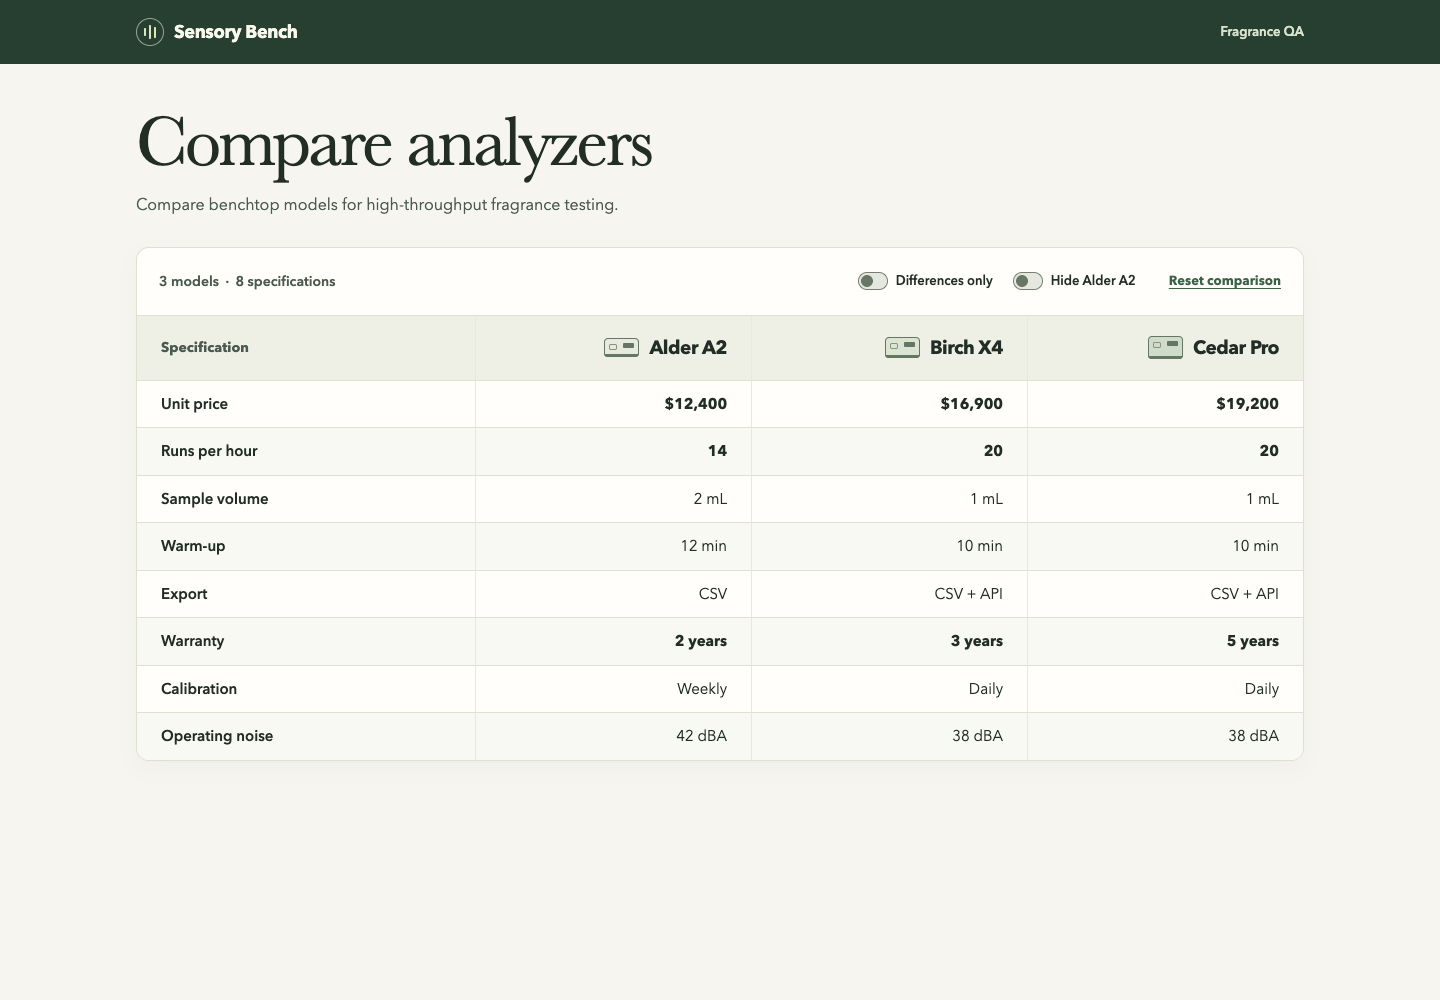 Sensory Bench
Fragrance QA
Compare analyzers
Compare benchtop models for high-throughput fragrance testing.
3 models · 8 specifications
Differences only
Hide Alder A2
Reset comparison
Specification Alder A2 Birch X4 Cedar Pro
Unit price $12,400 $16,900 $19,200
Runs per hour 14 20 20
Sample volume 2 mL 1 mL 1 mL
Warm-up 12 min 10 min 10 min
Export CSV CSV + API CSV + API
Warranty 2 years 3 years 5 years
Calibration Weekly Daily Daily
Operating noise 42 dBA 38 dBA 38 dBA